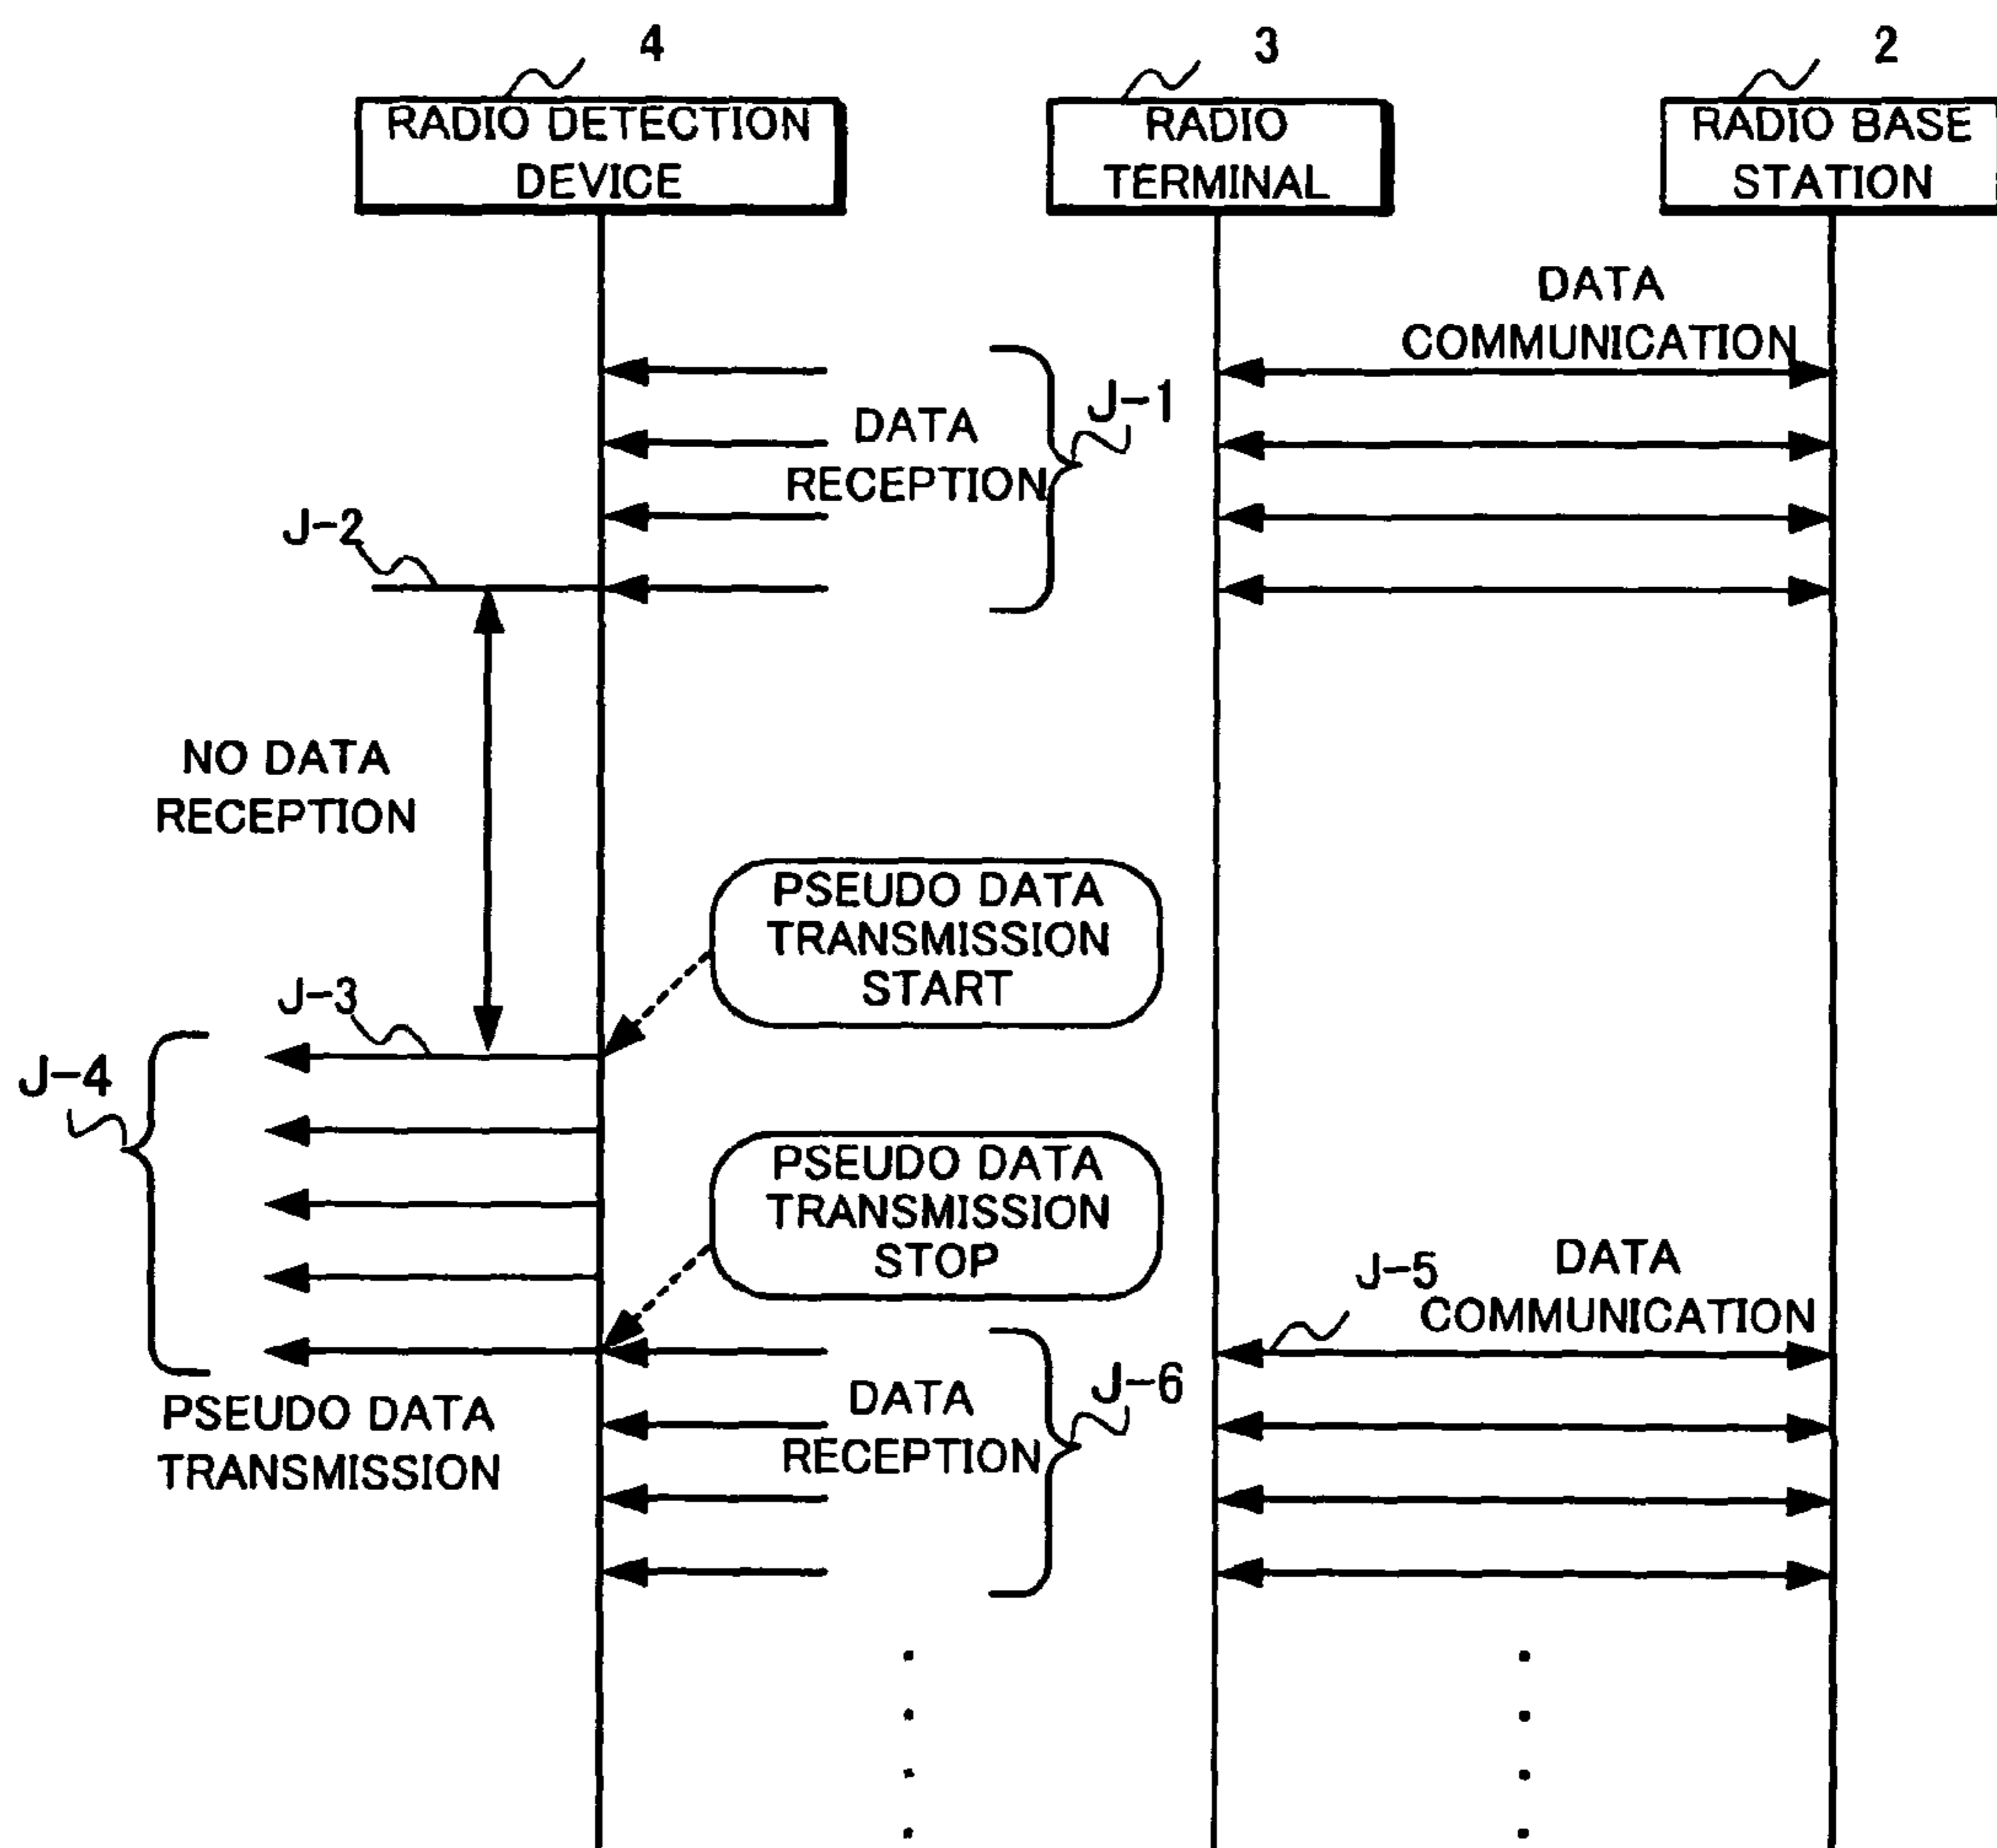 4
3
2
RADIO DETECTION
DEVICE
RADIO
TERMINAL
RADIO BASE
STATION
DATA
COMMUNICATION
J-1
DATA
RECEPTION
J-2
NO DATA
RECEPTION
PSEUDO DATA
TRANSMISSION
START
J-3
J-4
PSEUDO DATA
TRANSMISSION
STOP
J-5
DATA
COMMUNICATION
J-6
DATA
RECEPTION
PSEUDO DATA
TRANSMISSION